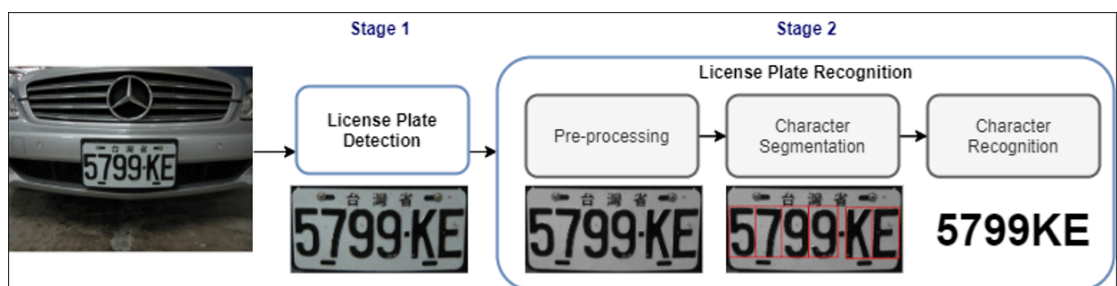 Stage 1
Stage 2
License Plate Recognition
License Plate
Detection
Pre-processing
Character
Segmentation
Character
Recognition
台灣省
5799·KE
台灣省
5799·KE
台灣省
5799·KE
台灣省
5799·KE
5799KE